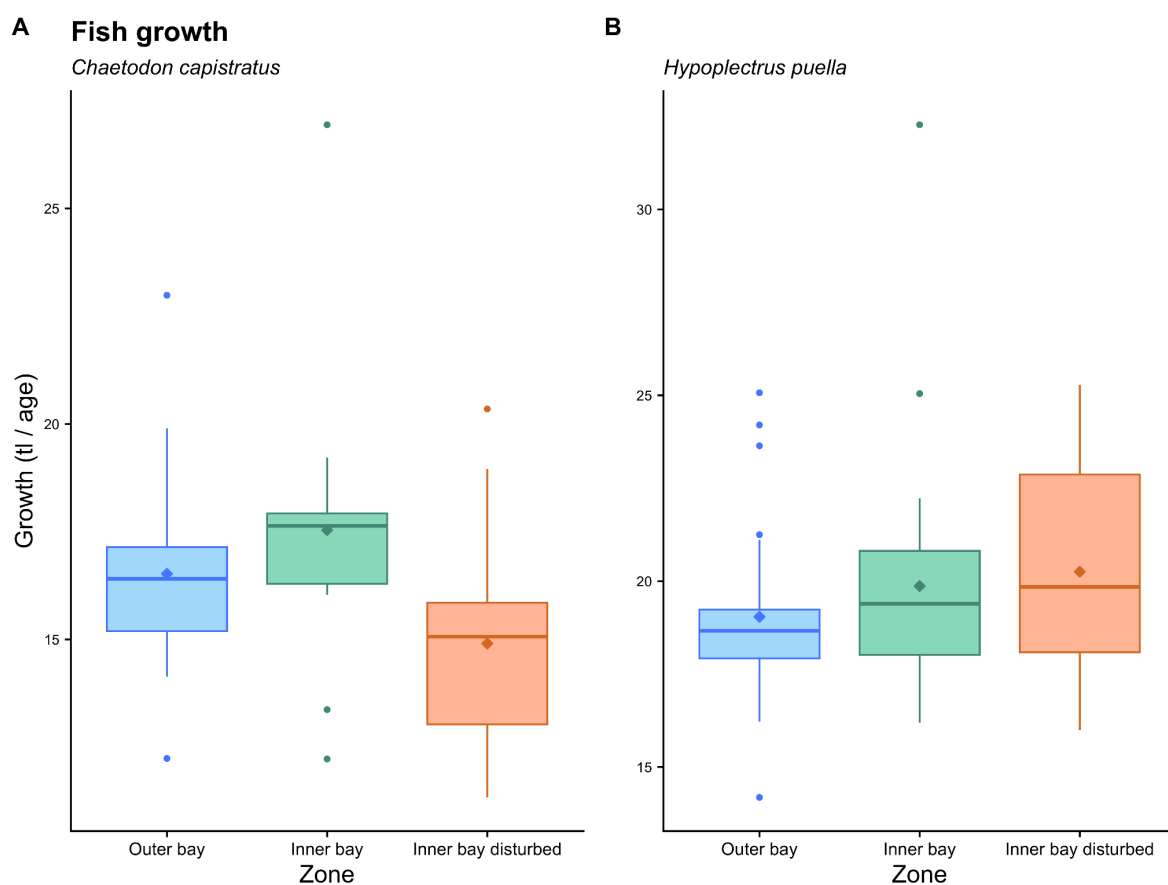 A
Fish growth
Chaetodon capistratus
Growth (tl / age)
25
20
15
Outer bay
Inner bay
Inner bay disturbed
Zone
B
Hypoplectrus puella
30
25
20
15
Outer bay
Inner bay
Inner bay disturbed
Zone